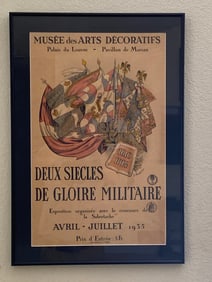 MUSÉE des ARTS DÉCORATIFS
Palais du Louvre - Pavillon de Marsan
DEUX SIECLES
DE GLOIRE MILITAIRE
Exposition organisée avec le concours de
"la Sabretache"
AVRIL - JUILLET 1935
Prix d'Entrée :